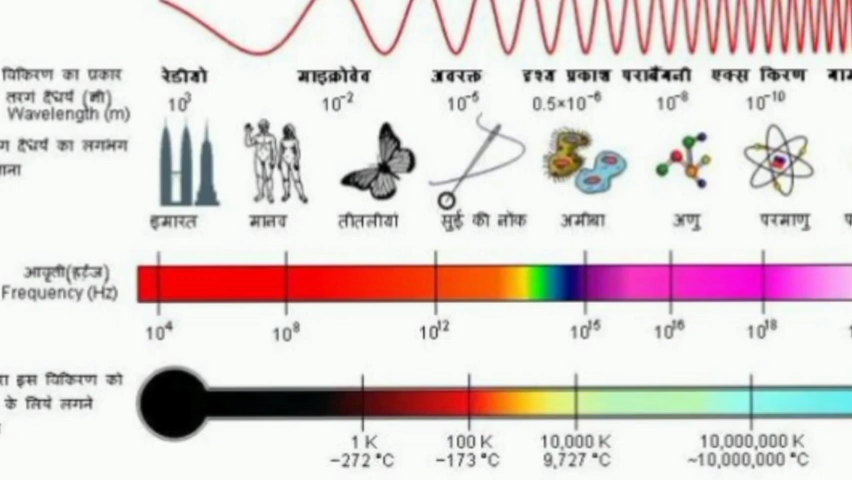 विकिरण का प्रकार रेडीयो माइक्रोवेव अवरक्त दृश्य प्रकाश पराबैंगनी एक्स किरण
तरगं दैर्धय (मी) 10³ 10⁻² 10⁻⁵ 0.5×10⁻⁶ 10⁻⁸ 10⁻¹⁰
Wavelength (m)
ग दैर्धय का लगभग
इमारत मानव तीतलीयां सुई की नोंक अमीबा अणु परमाणु
आवृती(हर्टज)
Frequency (Hz)
10⁴ 10⁸ 10¹² 10¹⁵ 10¹⁶ 10¹⁸
इस विकिरण को
के लिये लगने
1 K 100 K 10,000 K 10,000,000 K
−272 °C −173 °C 9,727 °C ~10,000,000 °C